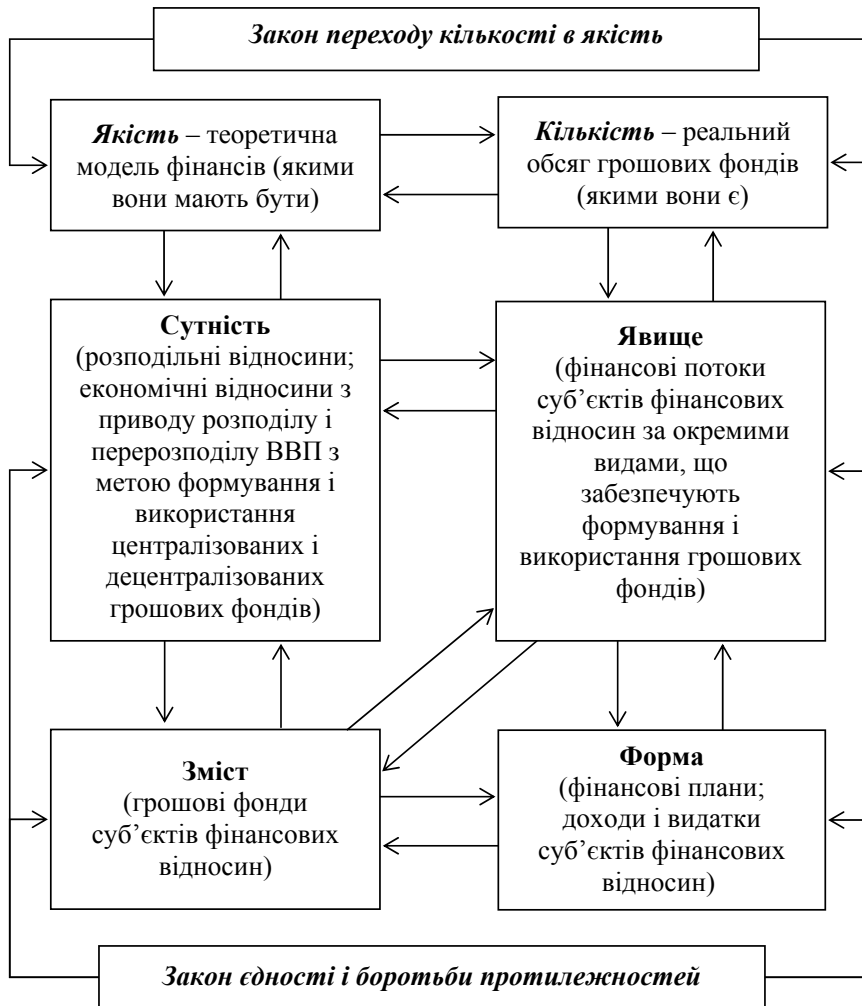 Закон переходу кількості в якість
Якість – теоретична
модель фінансів (якими
вони мають бути)
Кількість – реальний
обсяг грошових фондів
(якими вони є)
Сутність
(розподільні відносини;
економічні відносини з
приводу розподілу і
перерозподілу ВВП з
метою формування і
використання
централізованих і
децентралізованих
грошових фондів)
Явище
(фінансові потоки
суб’єктів фінансових
відносин за окремими
видами, що
забезпечують
формування і
використання грошових
фондів)
Зміст
(грошові фонди
суб’єктів фінансових
відносин)
Форма
(фінансові плани;
доходи і видатки
суб’єктів фінансових
відносин)
Закон єдності і боротьби протилежностей